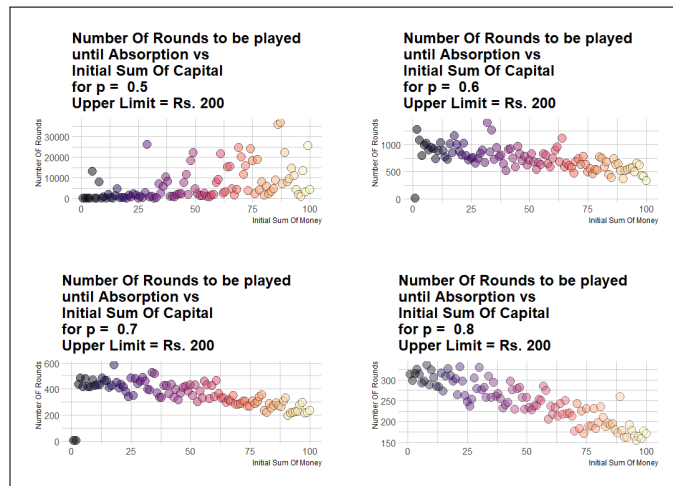 Number Of Rounds to be played
until Absorption vs
Initial Sum Of Capital
for p = 0.5
Upper Limit = Rs. 200
Number OF Rounds
30000
20000
10000
0
0
25
50
75
100
Initial Sum Of Money
Number Of Rounds to be played
until Absorption vs
Initial Sum Of Capital
for p = 0.6
Upper Limit = Rs. 200
Number OF Rounds
1000
500
0
0
25
50
75
100
Initial Sum Of Money
Number Of Rounds to be played
until Absorption vs
Initial Sum Of Capital
for p = 0.7
Upper Limit = Rs. 200
Number OF Rounds
600
400
200
0
0
25
50
75
100
Initial Sum Of Money
Number Of Rounds to be played
until Absorption vs
Initial Sum Of Capital
for p = 0.8
Upper Limit = Rs. 200
Number OF Rounds
300
250
200
150
0
25
50
75
100
Initial Sum Of Money